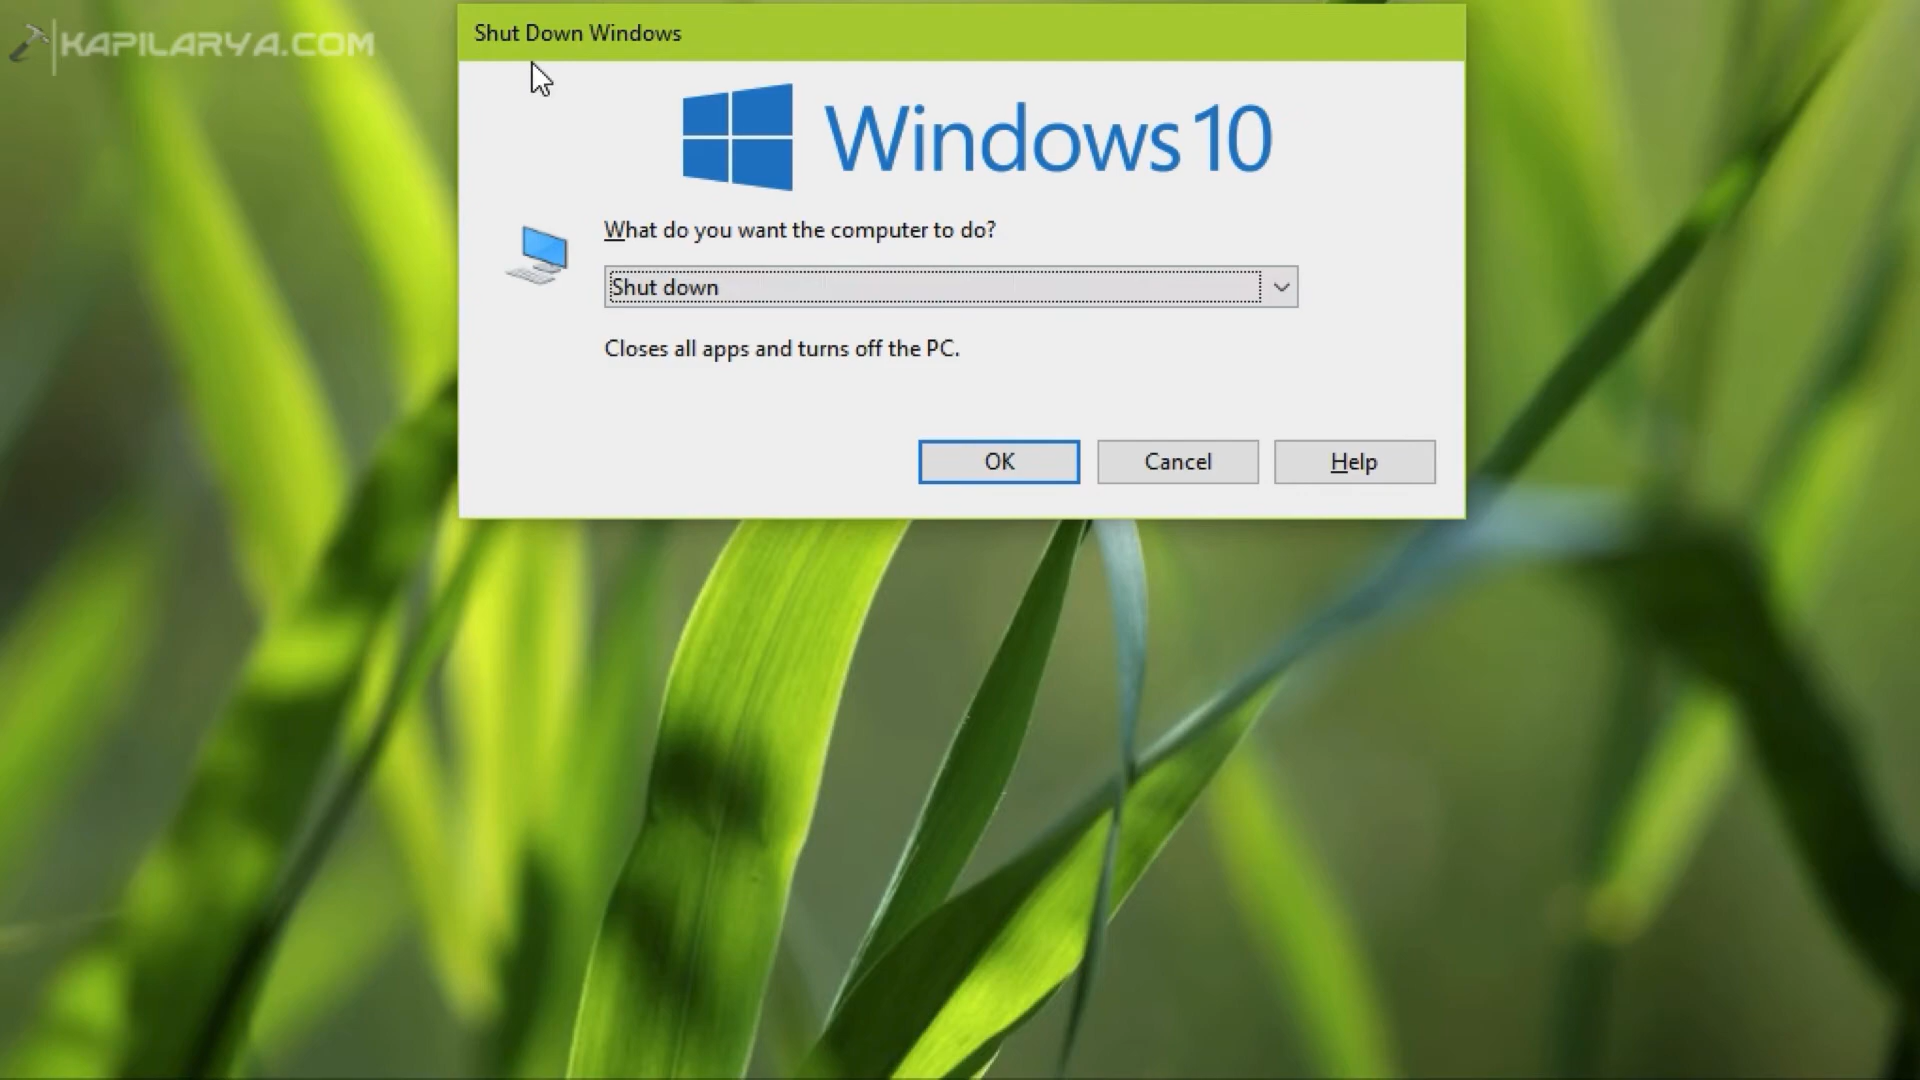 KAPILARYA.COM
Shut Down Windows
Windows 10
What do you want the computer to do?
Shut down
Closes all apps and turns off the PC.
OK
Cancel
Help